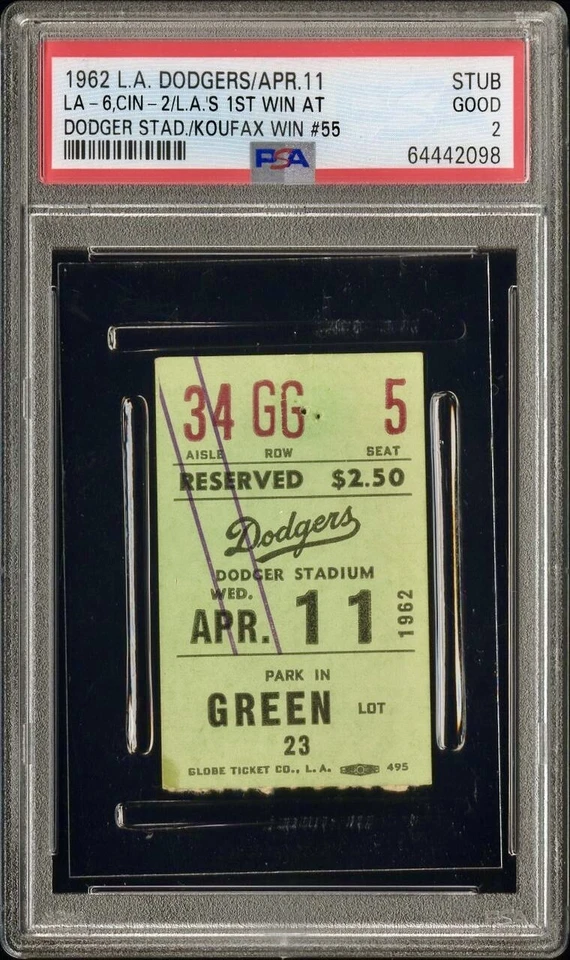 1962 L.A. DODGERS/APR.11 STUB
LA-6,CIN-2/L.A.'S 1ST WIN AT GOOD
DODGER STAD./KOUFAX WIN #55 2
PSA 64442098
34 GG 5
AISLE ROW SEAT
RESERVED $2.50
Dodgers
DODGER STADIUM
WED.
APR. 11 1962
PARK IN
GREEN LOT
23
GLOBE TICKET CO., L.A. 495
PSA